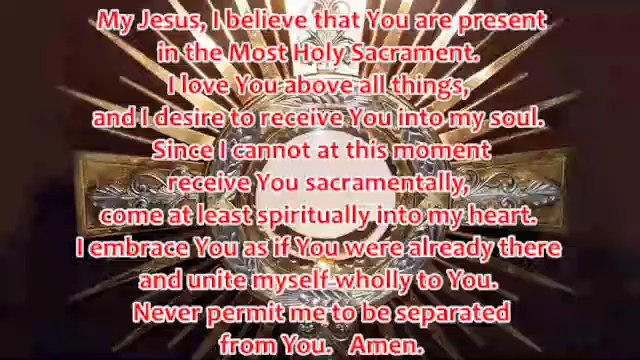 My Jesus, I believe that You are present
in the Most Holy Sacrament.
I love You above all things,
and I desire to receive You into my soul.
Since I cannot at this moment
receive You sacramentally,
come at least spiritually into my heart.
I embrace You as if You were already there
and unite myself wholly to You.
Never permit me to be separated
from You.   Amen.